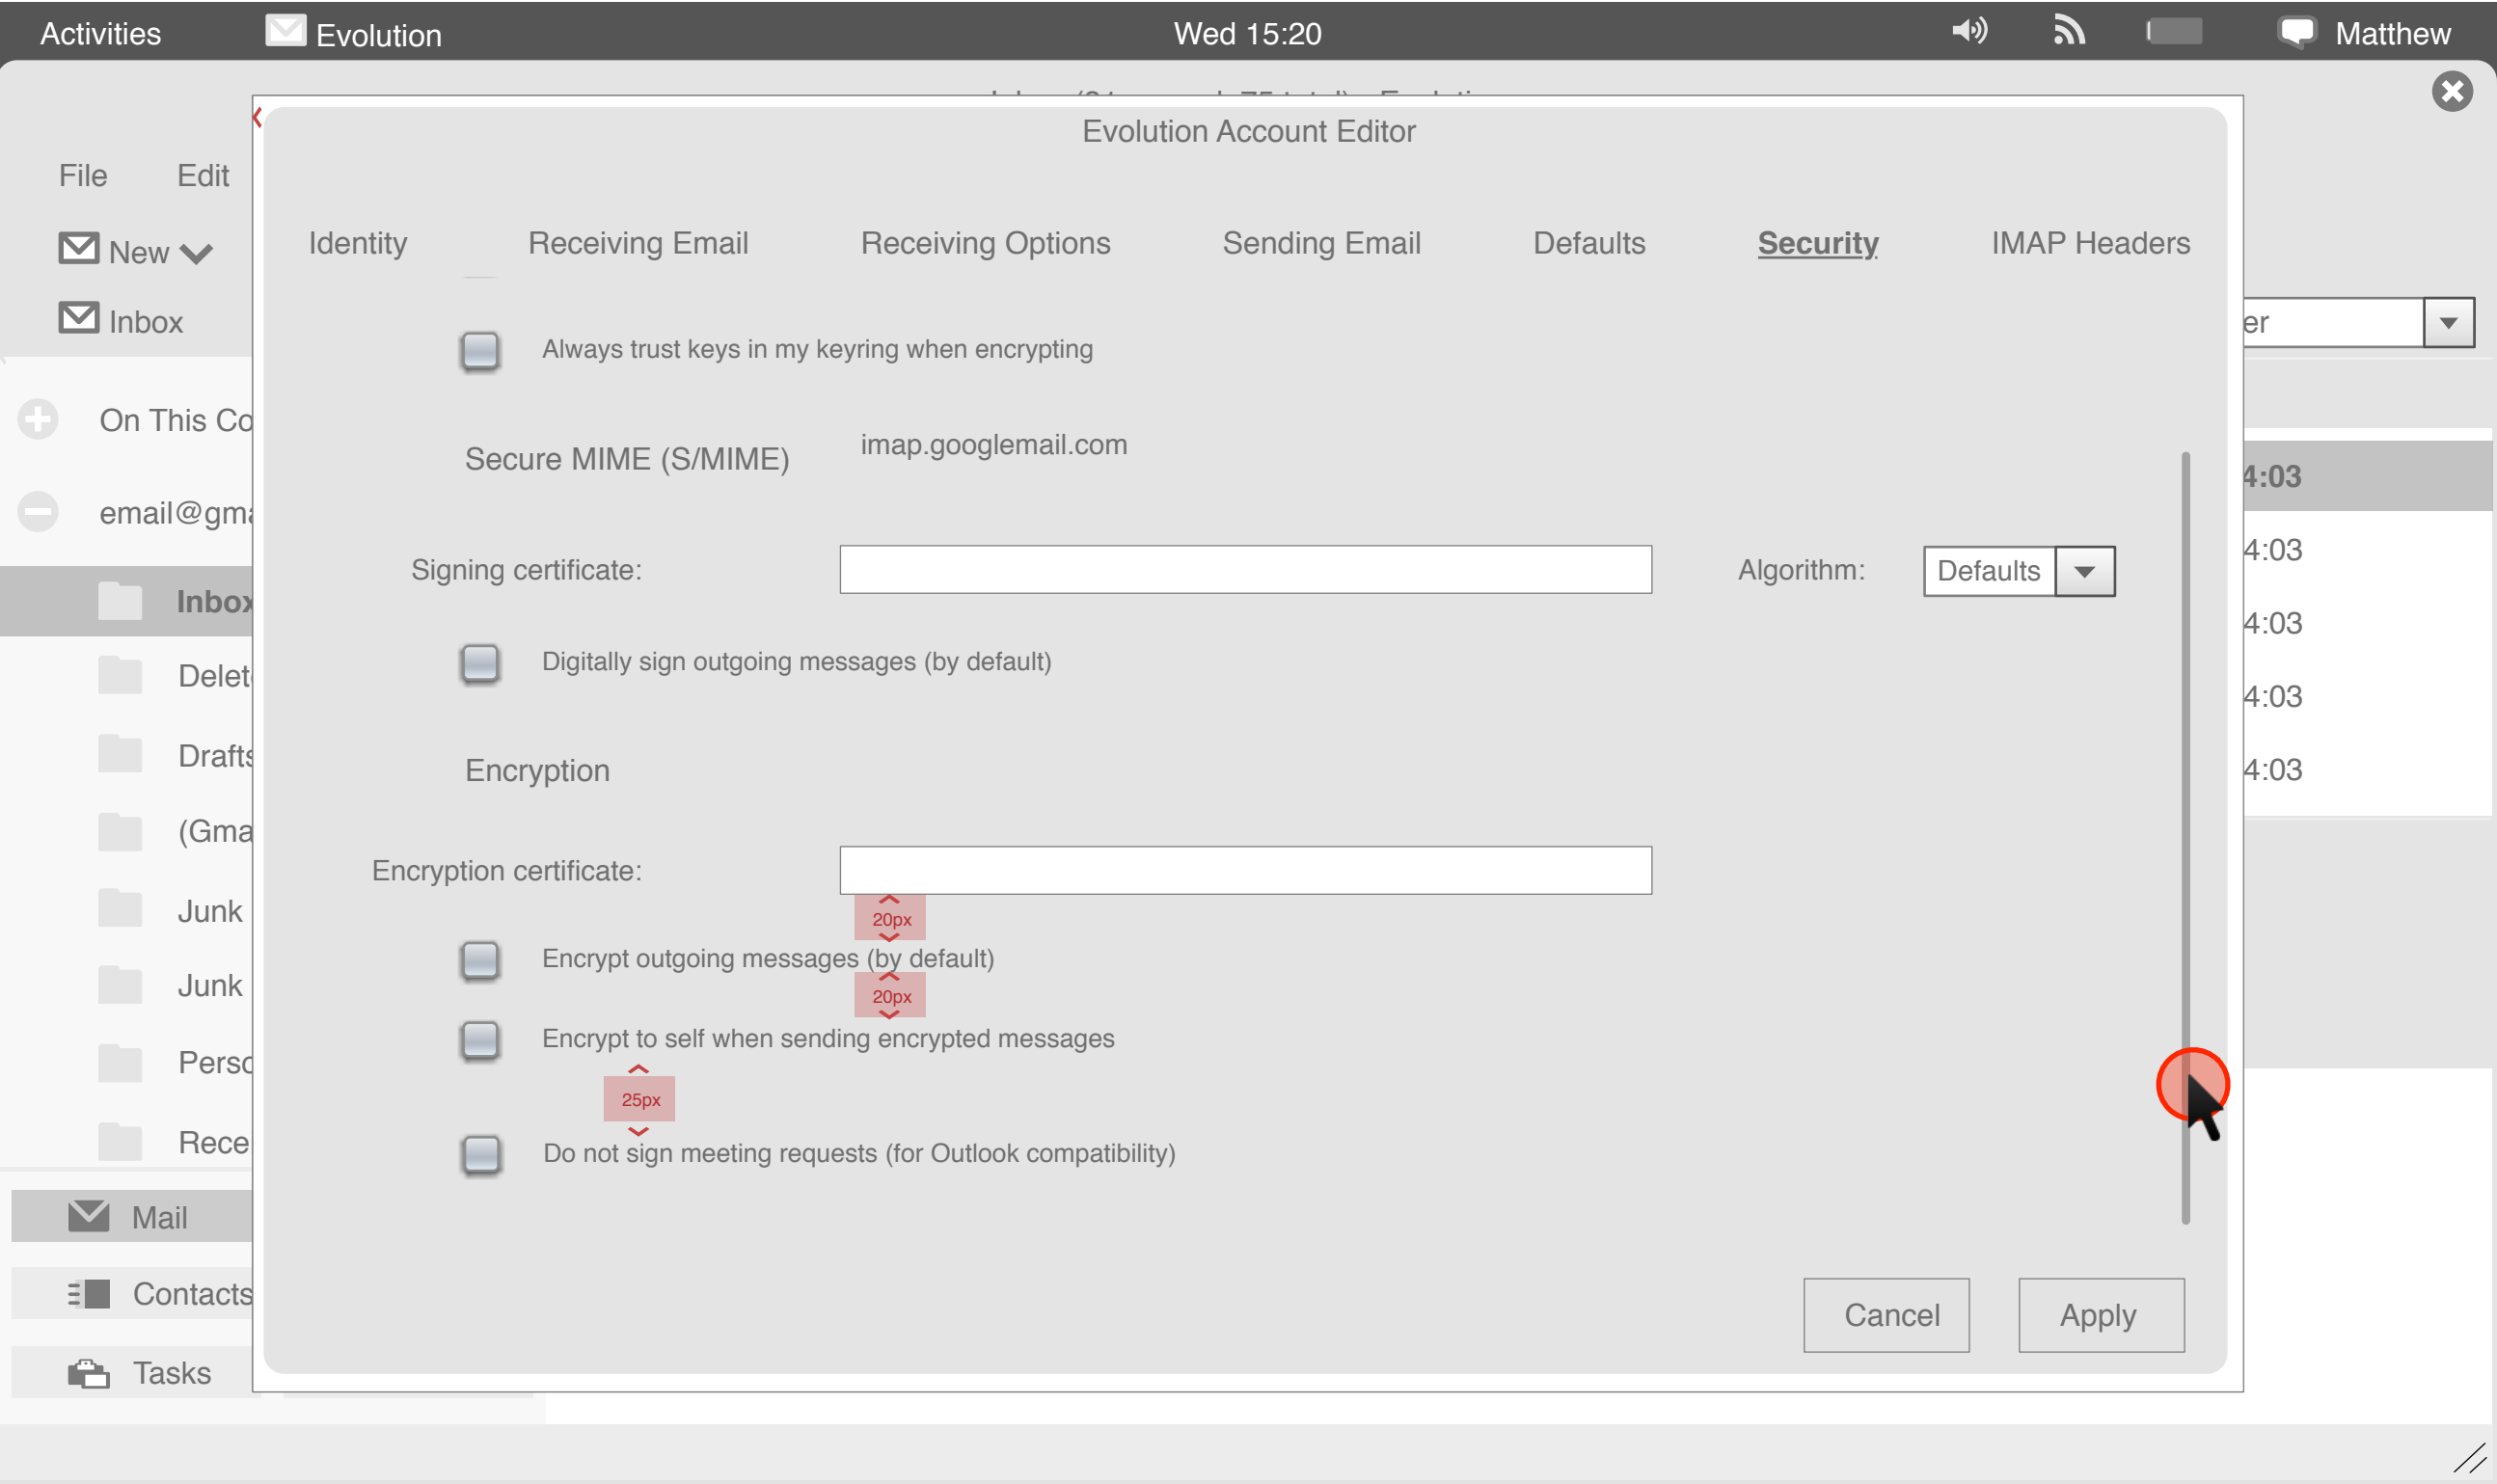 Activities Evolution Wed 15:20 Matthew
Evolution Account Editor
File Edit
Identity Receiving Email Receiving Options Sending Email Defaults Security IMAP Headers
New
Inbox
er
Always trust keys in my keyring when encrypting
On This Co
Secure MIME (S/MIME) imap.googlemail.com
4:03
email@gma
Signing certificate: Algorithm: Defaults
4:03
Inbox
4:03
Digitally sign outgoing messages (by default)
Delet
4:03
Drafts
Encryption
4:03
(Gma
Encryption certificate:
Junk
20px
Encrypt outgoing messages (by default)
Junk
20px
Encrypt to self when sending encrypted messages
Perso
25px
Rece
Do not sign meeting requests (for Outlook compatibility)
Mail
Contacts
Cancel Apply
Tasks